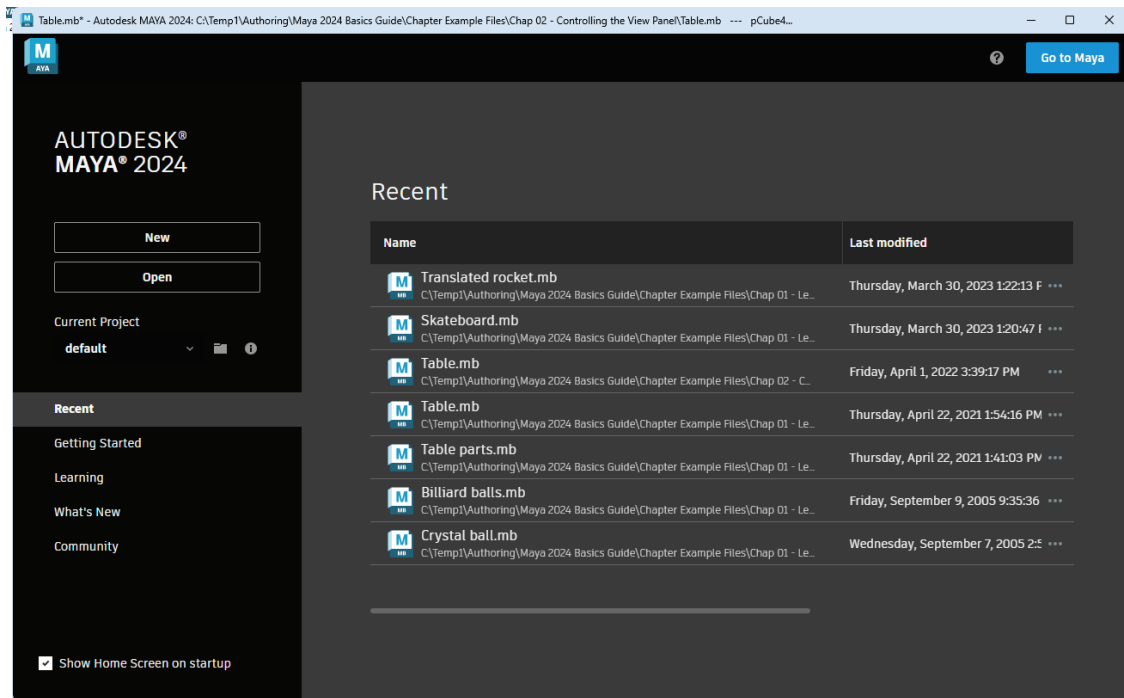 Table.mb* - Autodesk MAYA 2024: C:\Temp1\Authoring\Maya 2024 Basics Guide\Chapter Example Files\Chap 02 - Controlling the View Panel\Table.mb --- pCube4...
M
AYA
Go to Maya
AUTODESK®
MAYA® 2024
New
Open
Current Project
default
Recent
Getting Started
Learning
What's New
Community
Show Home Screen on startup
Recent
Name Last modified
Translated rocket.mb
C:\Temp1\Authoring\Maya 2024 Basics Guide\Chapter Example Files\Chap 01 - Le...
Thursday, March 30, 2023 1:22:13 P
Skateboard.mb
C:\Temp1\Authoring\Maya 2024 Basics Guide\Chapter Example Files\Chap 01 - Le...
Thursday, March 30, 2023 1:20:47 P
Table.mb
C:\Temp1\Authoring\Maya 2024 Basics Guide\Chapter Example Files\Chap 02 - C...
Friday, April 1, 2022 3:39:17 PM
Table.mb
C:\Temp1\Authoring\Maya 2024 Basics Guide\Chapter Example Files\Chap 01 - Le...
Thursday, April 22, 2021 1:54:16 PM
Table parts.mb
C:\Temp1\Authoring\Maya 2024 Basics Guide\Chapter Example Files\Chap 01 - Le...
Thursday, April 22, 2021 1:41:03 PM
Billiard balls.mb
C:\Temp1\Authoring\Maya 2024 Basics Guide\Chapter Example Files\Chap 01 - Le...
Friday, September 9, 2005 9:35:36
Crystal ball.mb
C:\Temp1\Authoring\Maya 2024 Basics Guide\Chapter Example Files\Chap 01 - Le...
Wednesday, September 7, 2005 2:5